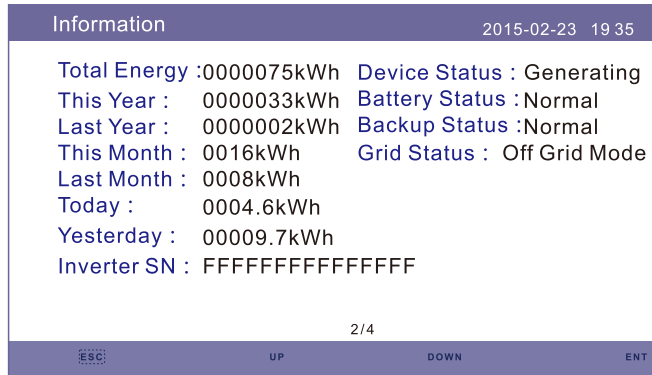 Information 2015-02-23 19 35
Total Energy : 0000075kWh Device Status : Generating
This Year : 0000033kWh Battery Status : Normal
Last Year : 0000002kWh Backup Status : Normal
This Month : 0016kWh Grid Status : Off Grid Mode
Last Month : 0008kWh
Today : 0004.6kWh
Yesterday : 00009.7kWh
Inverter SN : FFFFFFFFFFFFFFF
2/4
ESC UP DOWN ENT